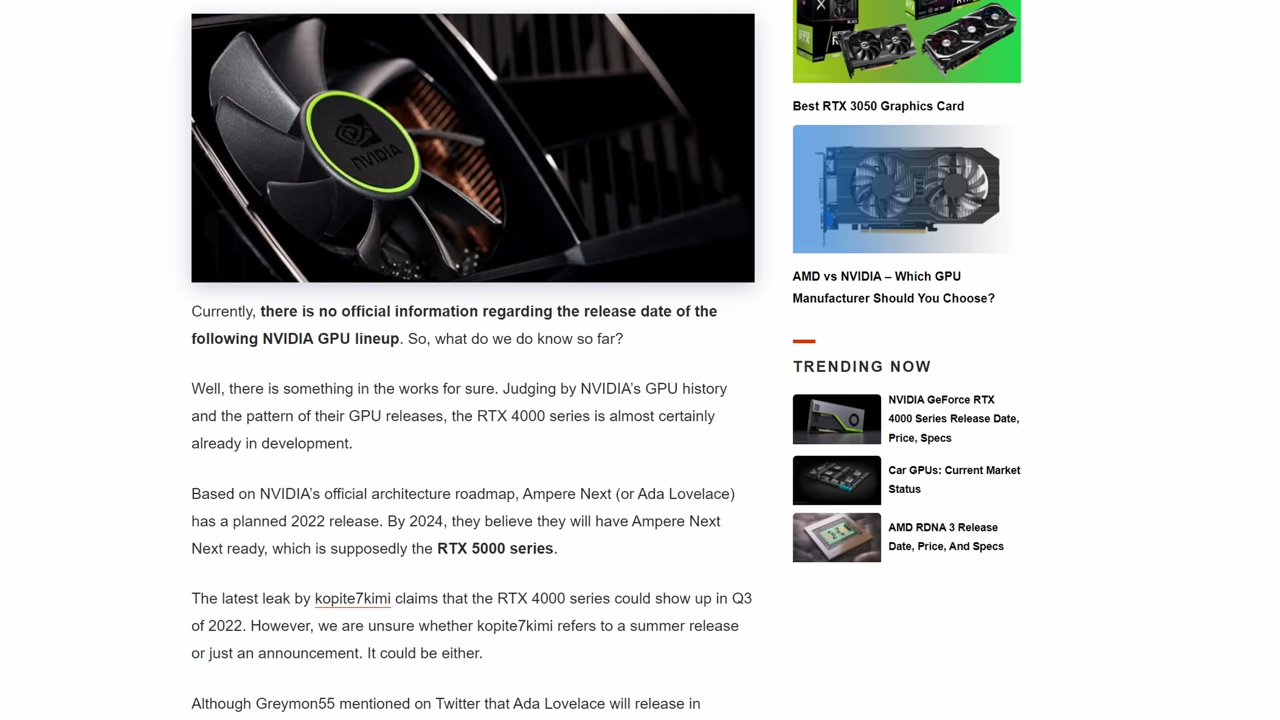 NVIDIA
Currently, there is no official information regarding the release date of the
following NVIDIA GPU lineup. So, what do we do know so far?
Well, there is something in the works for sure. Judging by NVIDIA’s GPU history
and the pattern of their GPU releases, the RTX 4000 series is almost certainly
already in development.
Based on NVIDIA’s official architecture roadmap, Ampere Next (or Ada Lovelace)
has a planned 2022 release. By 2024, they believe they will have Ampere Next
Next ready, which is supposedly the RTX 5000 series.
The latest leak by kopite7kimi claims that the RTX 4000 series could show up in Q3
of 2022. However, we are unsure whether kopite7kimi refers to a summer release
or just an announcement. It could be either.
Although Greymon55 mentioned on Twitter that Ada Lovelace will release in
Best RTX 3050 Graphics Card
AMD vs NVIDIA – Which GPU
Manufacturer Should You Choose?
TRENDING NOW
NVIDIA GeForce RTX
4000 Series Release Date,
Price, Specs
Car GPUs: Current Market
Status
AMD RDNA 3 Release
Date, Price, And Specs